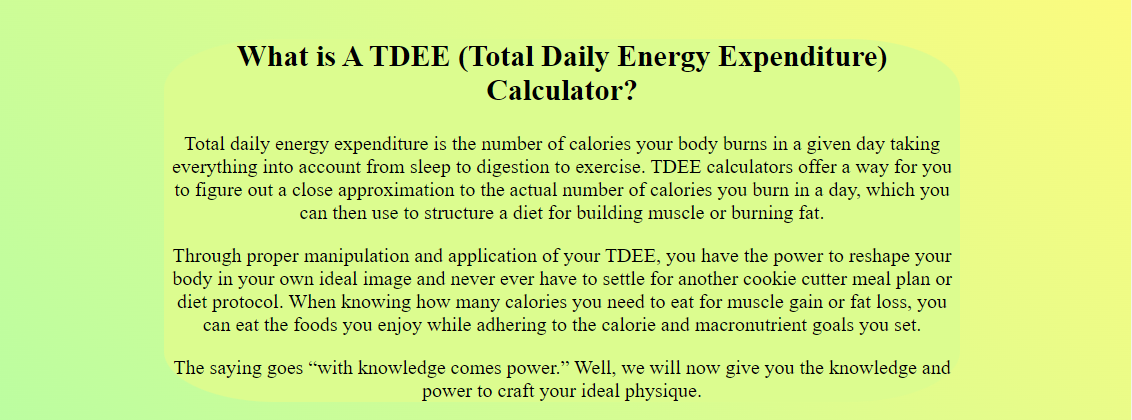 What is A TDEE (Total Daily Energy Expenditure)
Calculator?
Total daily energy expenditure is the number of calories your body burns in a given day taking
everything into account from sleep to digestion to exercise. TDEE calculators offer a way for you
to figure out a close approximation to the actual number of calories you burn in a day, which you
can then use to structure a diet for building muscle or burning fat.
Through proper manipulation and application of your TDEE, you have the power to reshape your
body in your own ideal image and never ever have to settle for another cookie cutter meal plan or
diet protocol. When knowing how many calories you need to eat for muscle gain or fat loss, you
can eat the foods you enjoy while adhering to the calorie and macronutrient goals you set.
The saying goes “with knowledge comes power.” Well, we will now give you the knowledge and
power to craft your ideal physique.